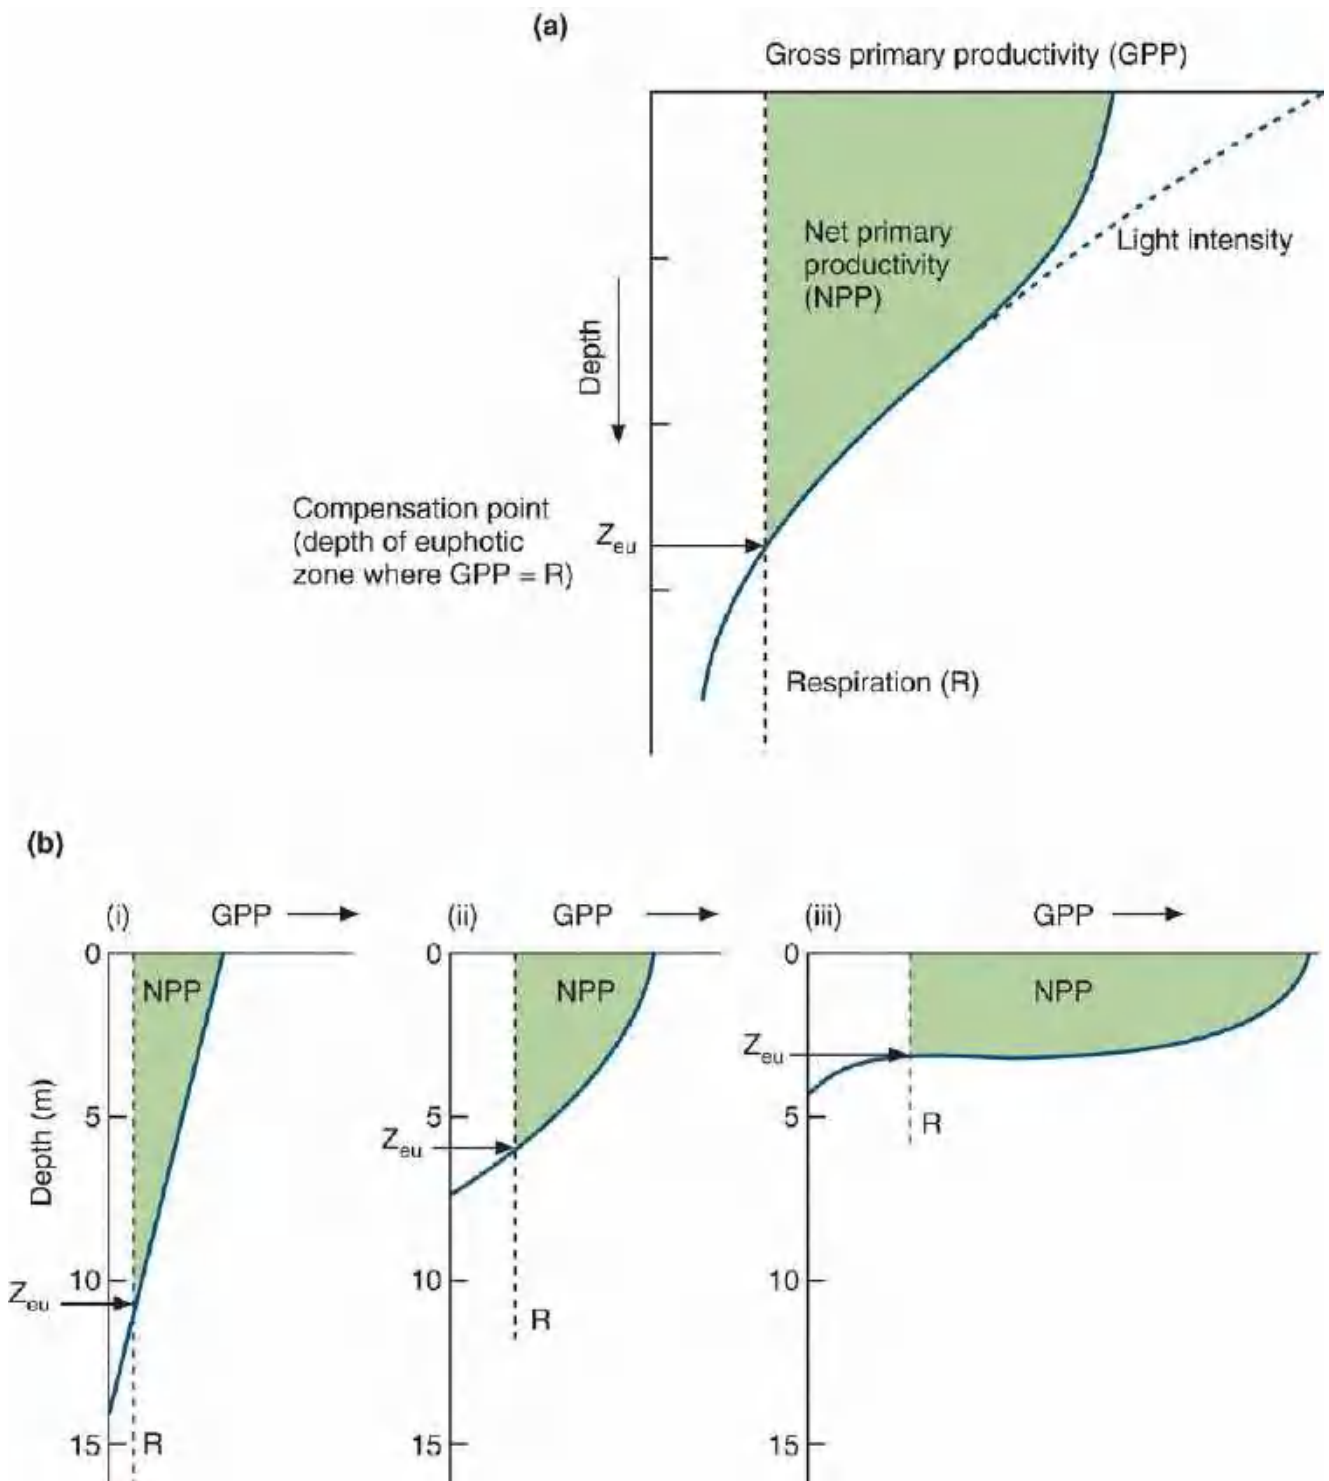 (a)
Gross primary productivity (GPP)
Net primary
productivity
(NPP)
Light intensity
Depth
Compensation point
(depth of euphotic
zone where GPP = R)
Zeu
Respiration (R)
(b)
(i) GPP
0
NPP
5
Depth (m)
10
Zeu
15
R
(ii) GPP
0
NPP
5
Zeu
10
R
15
(iii) GPP
0
NPP
Zeu
5
R
10
15